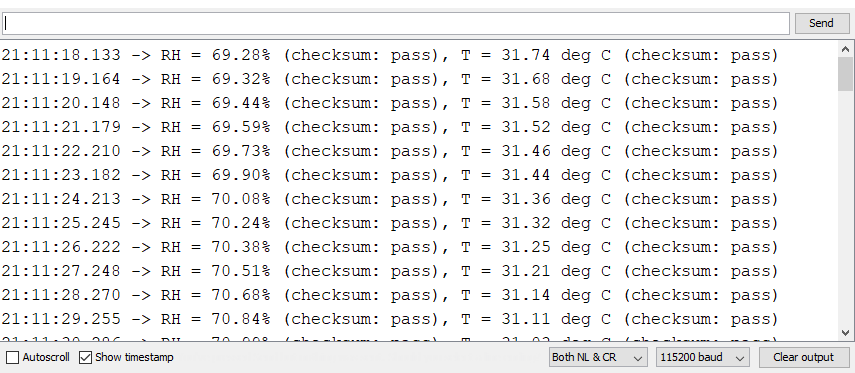 Send
21:11:18.133 -> RH = 69.28% (checksum: pass), T = 31.74 deg C (checksum: pass)
21:11:19.164 -> RH = 69.32% (checksum: pass), T = 31.68 deg C (checksum: pass)
21:11:20.148 -> RH = 69.44% (checksum: pass), T = 31.58 deg C (checksum: pass)
21:11:21.179 -> RH = 69.59% (checksum: pass), T = 31.52 deg C (checksum: pass)
21:11:22.210 -> RH = 69.73% (checksum: pass), T = 31.46 deg C (checksum: pass)
21:11:23.182 -> RH = 69.90% (checksum: pass), T = 31.44 deg C (checksum: pass)
21:11:24.213 -> RH = 70.08% (checksum: pass), T = 31.36 deg C (checksum: pass)
21:11:25.245 -> RH = 70.24% (checksum: pass), T = 31.32 deg C (checksum: pass)
21:11:26.222 -> RH = 70.38% (checksum: pass), T = 31.25 deg C (checksum: pass)
21:11:27.248 -> RH = 70.51% (checksum: pass), T = 31.21 deg C (checksum: pass)
21:11:28.270 -> RH = 70.68% (checksum: pass), T = 31.14 deg C (checksum: pass)
21:11:29.255 -> RH = 70.84% (checksum: pass), T = 31.11 deg C (checksum: pass)
Autoscroll Show timestamp Both NL & CR 115200 baud Clear output